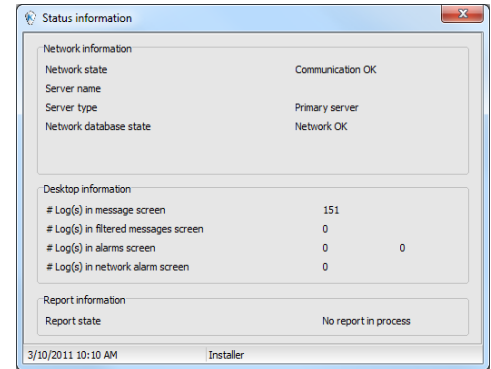 Status information
Network information
Network state Communication OK
Server name
Server type Primary server
Network database state Network OK
Desktop information
# Log(s) in message screen 151
# Log(s) in filtered messages screen 0
# Log(s) in alarms screen 0 0
# Log(s) in network alarm screen 0
Report information
Report state No report in process
3/10/2011 10:10 AM Installer